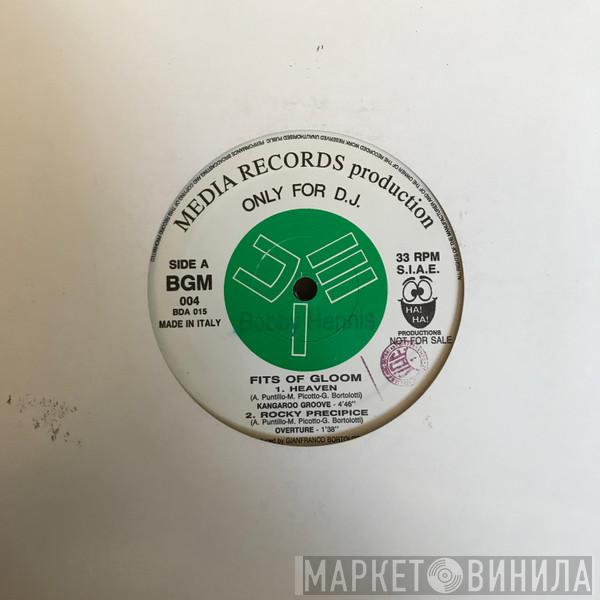 MEDIA RECORDS production
ONLY FOR D.J.
SIDE A
BGM
004
BDA 015
MADE IN ITALY
33 RPM
S.I.A.E.
HA! HA!
PRODUCTIONS
NOT FOR SALE
Bobby Hennis
FITS OF GLOOM
1. HEAVEN
(A. Puntillo-M. Picotto-G. Bortolotti)
KANGAROO GROOVE - 4'46"
2. ROCKY PRECIPICE
(A. Puntillo-M. Picotto-G. Bortolotti)
OVERTURE - 1'38"
by GIANFRANCO
МАРКЕТ ВИНИЛА